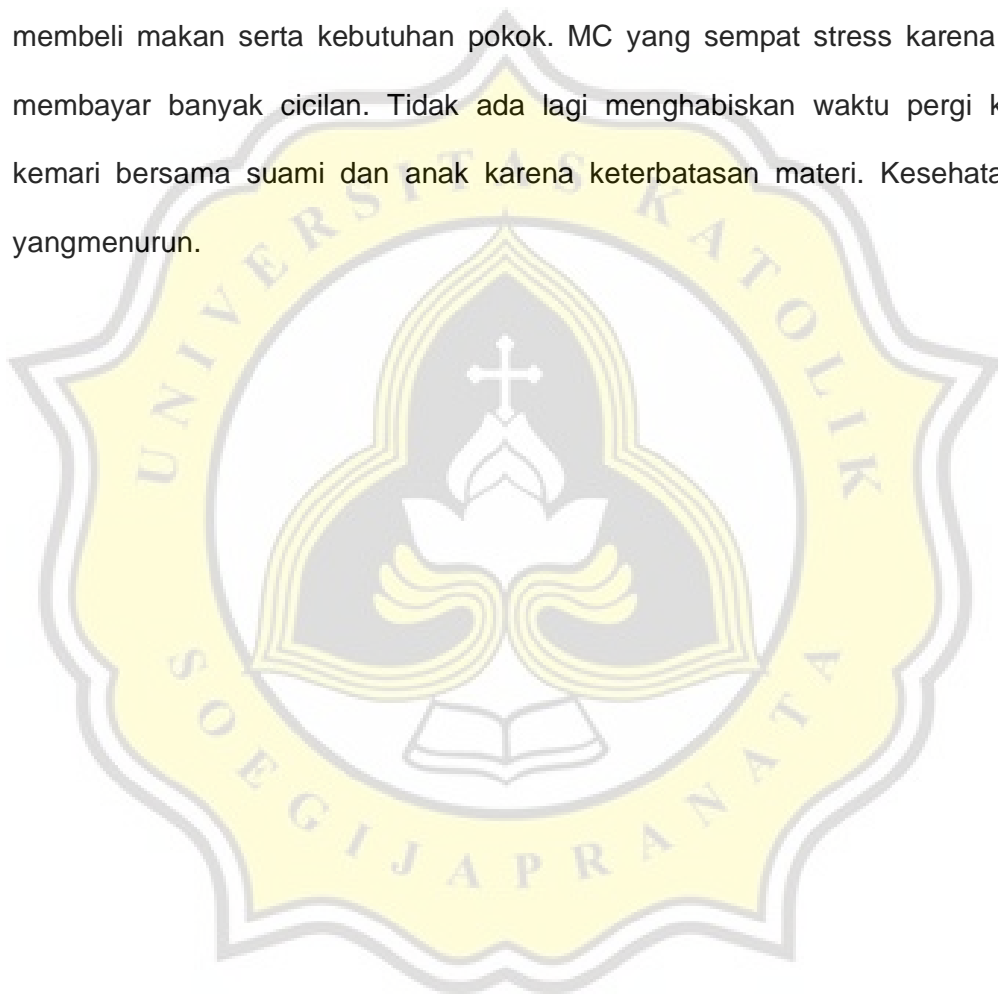 membeli makan serta kebutuhan pokok. MC yang sempat stress karena
membayar banyak cicilan. Tidak ada lagi menghabiskan waktu pergi k
kemari bersama suami dan anak karena keterbatasan materi. Kesehata
yangmenurun.
UNIVERSITAS KATOLIK
SOEGIJAPRANATA